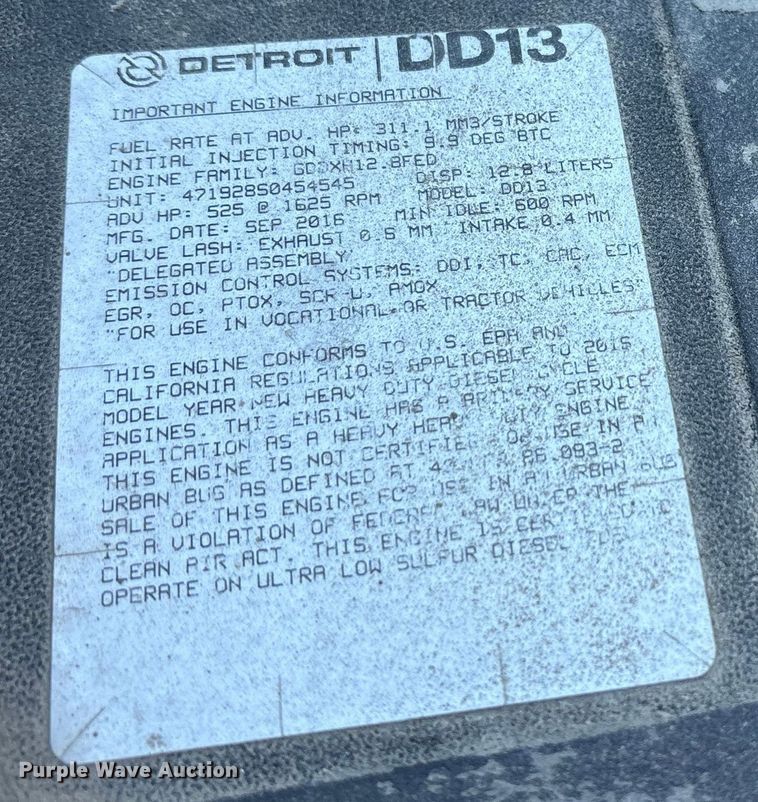 DETROIT | DD13
IMPORTANT ENGINE INFORMATION
FUEL RATE AT ADV. HP: 311.1 MM3/STROKE
INITIAL INJECTION TIMING: 9.9 DEG BTC
ENGINE FAMILY:
UNIT: 471928S0454545 DISP: 12.8 LITERS
ADV HP: 525 @ 1625 RPM MODEL: DD13
MFG. DATE: SEP 2016 MIN IDLE: 600 RPM
VALVE LASH: EXHAUST 0.6 MM INTAKE 0.4 MM
"DELEGATED ASSEMBLY"
EMISSION CONTROL SYSTEMS: DDI, TC, CAC, ECM
EGR, OC, PTOX, SCR-U, AMOX
"FOR USE IN VOCATIONAL OR TRACTOR VEHICLES"
THIS ENGINE CONFORMS TO U.S. EPA AND
CALIFORNIA REGULATIONS APPLICABLE TO 2016
MODEL YEAR NEW HEAVY DUTY DIESEL CYCLE
ENGINES. THIS ENGINE HAS A PRIMARY SERVICE
APPLICATION AS A HEAVY HEAVY DUTY ENGINE.
THIS ENGINE IS NOT CERTIFIED FOR USE IN AN
URBAN BUS AS DEFINED AT 086.093-2
SALE OF THIS ENGINE FOR USE IN AN URBAN BUS
IS A VIOLATION OF FEDERAL LAW UNDER THE
CLEAN AIR ACT. THIS ENGINE IS CERTIFIED TO
OPERATE ON ULTRA LOW SULFUR DIESEL FUEL
Purple Wave Auction